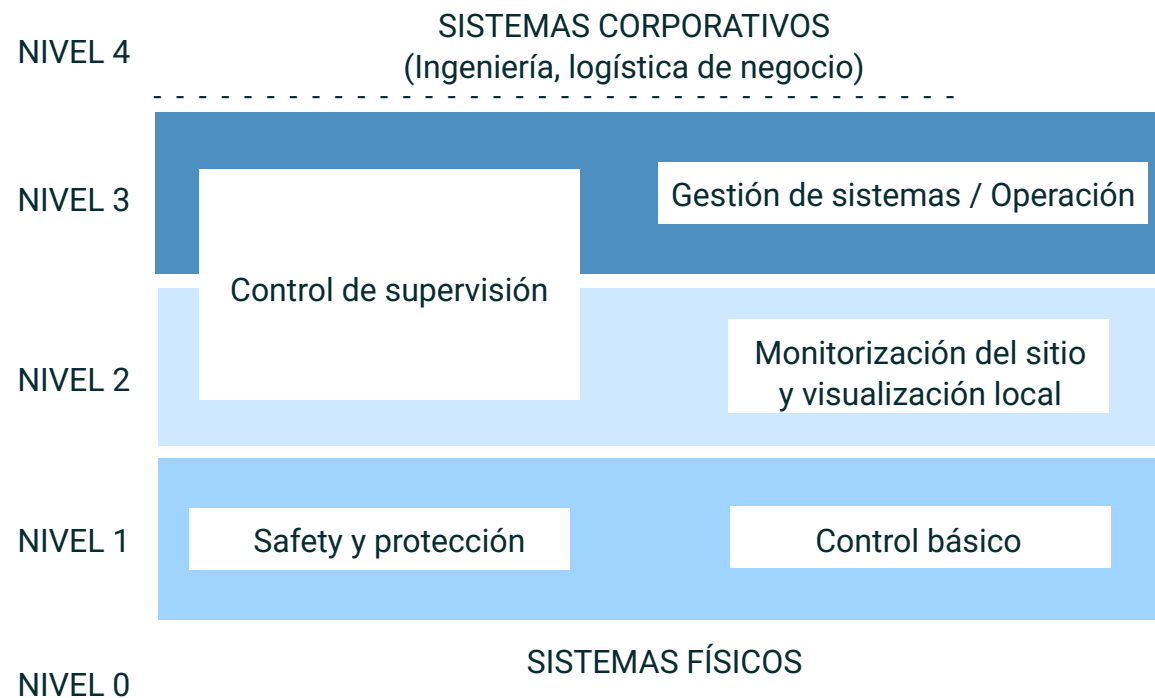 NIVEL 4
SISTEMAS CORPORATIVOS
(Ingeniería, logística de negocio)
NIVEL 3
Gestión de sistemas / Operación
Control de supervisión
NIVEL 2
Monitorización del sitio
y visualización local
NIVEL 1
Safety y protección
Control básico
SISTEMAS FÍSICOS
NIVEL 0